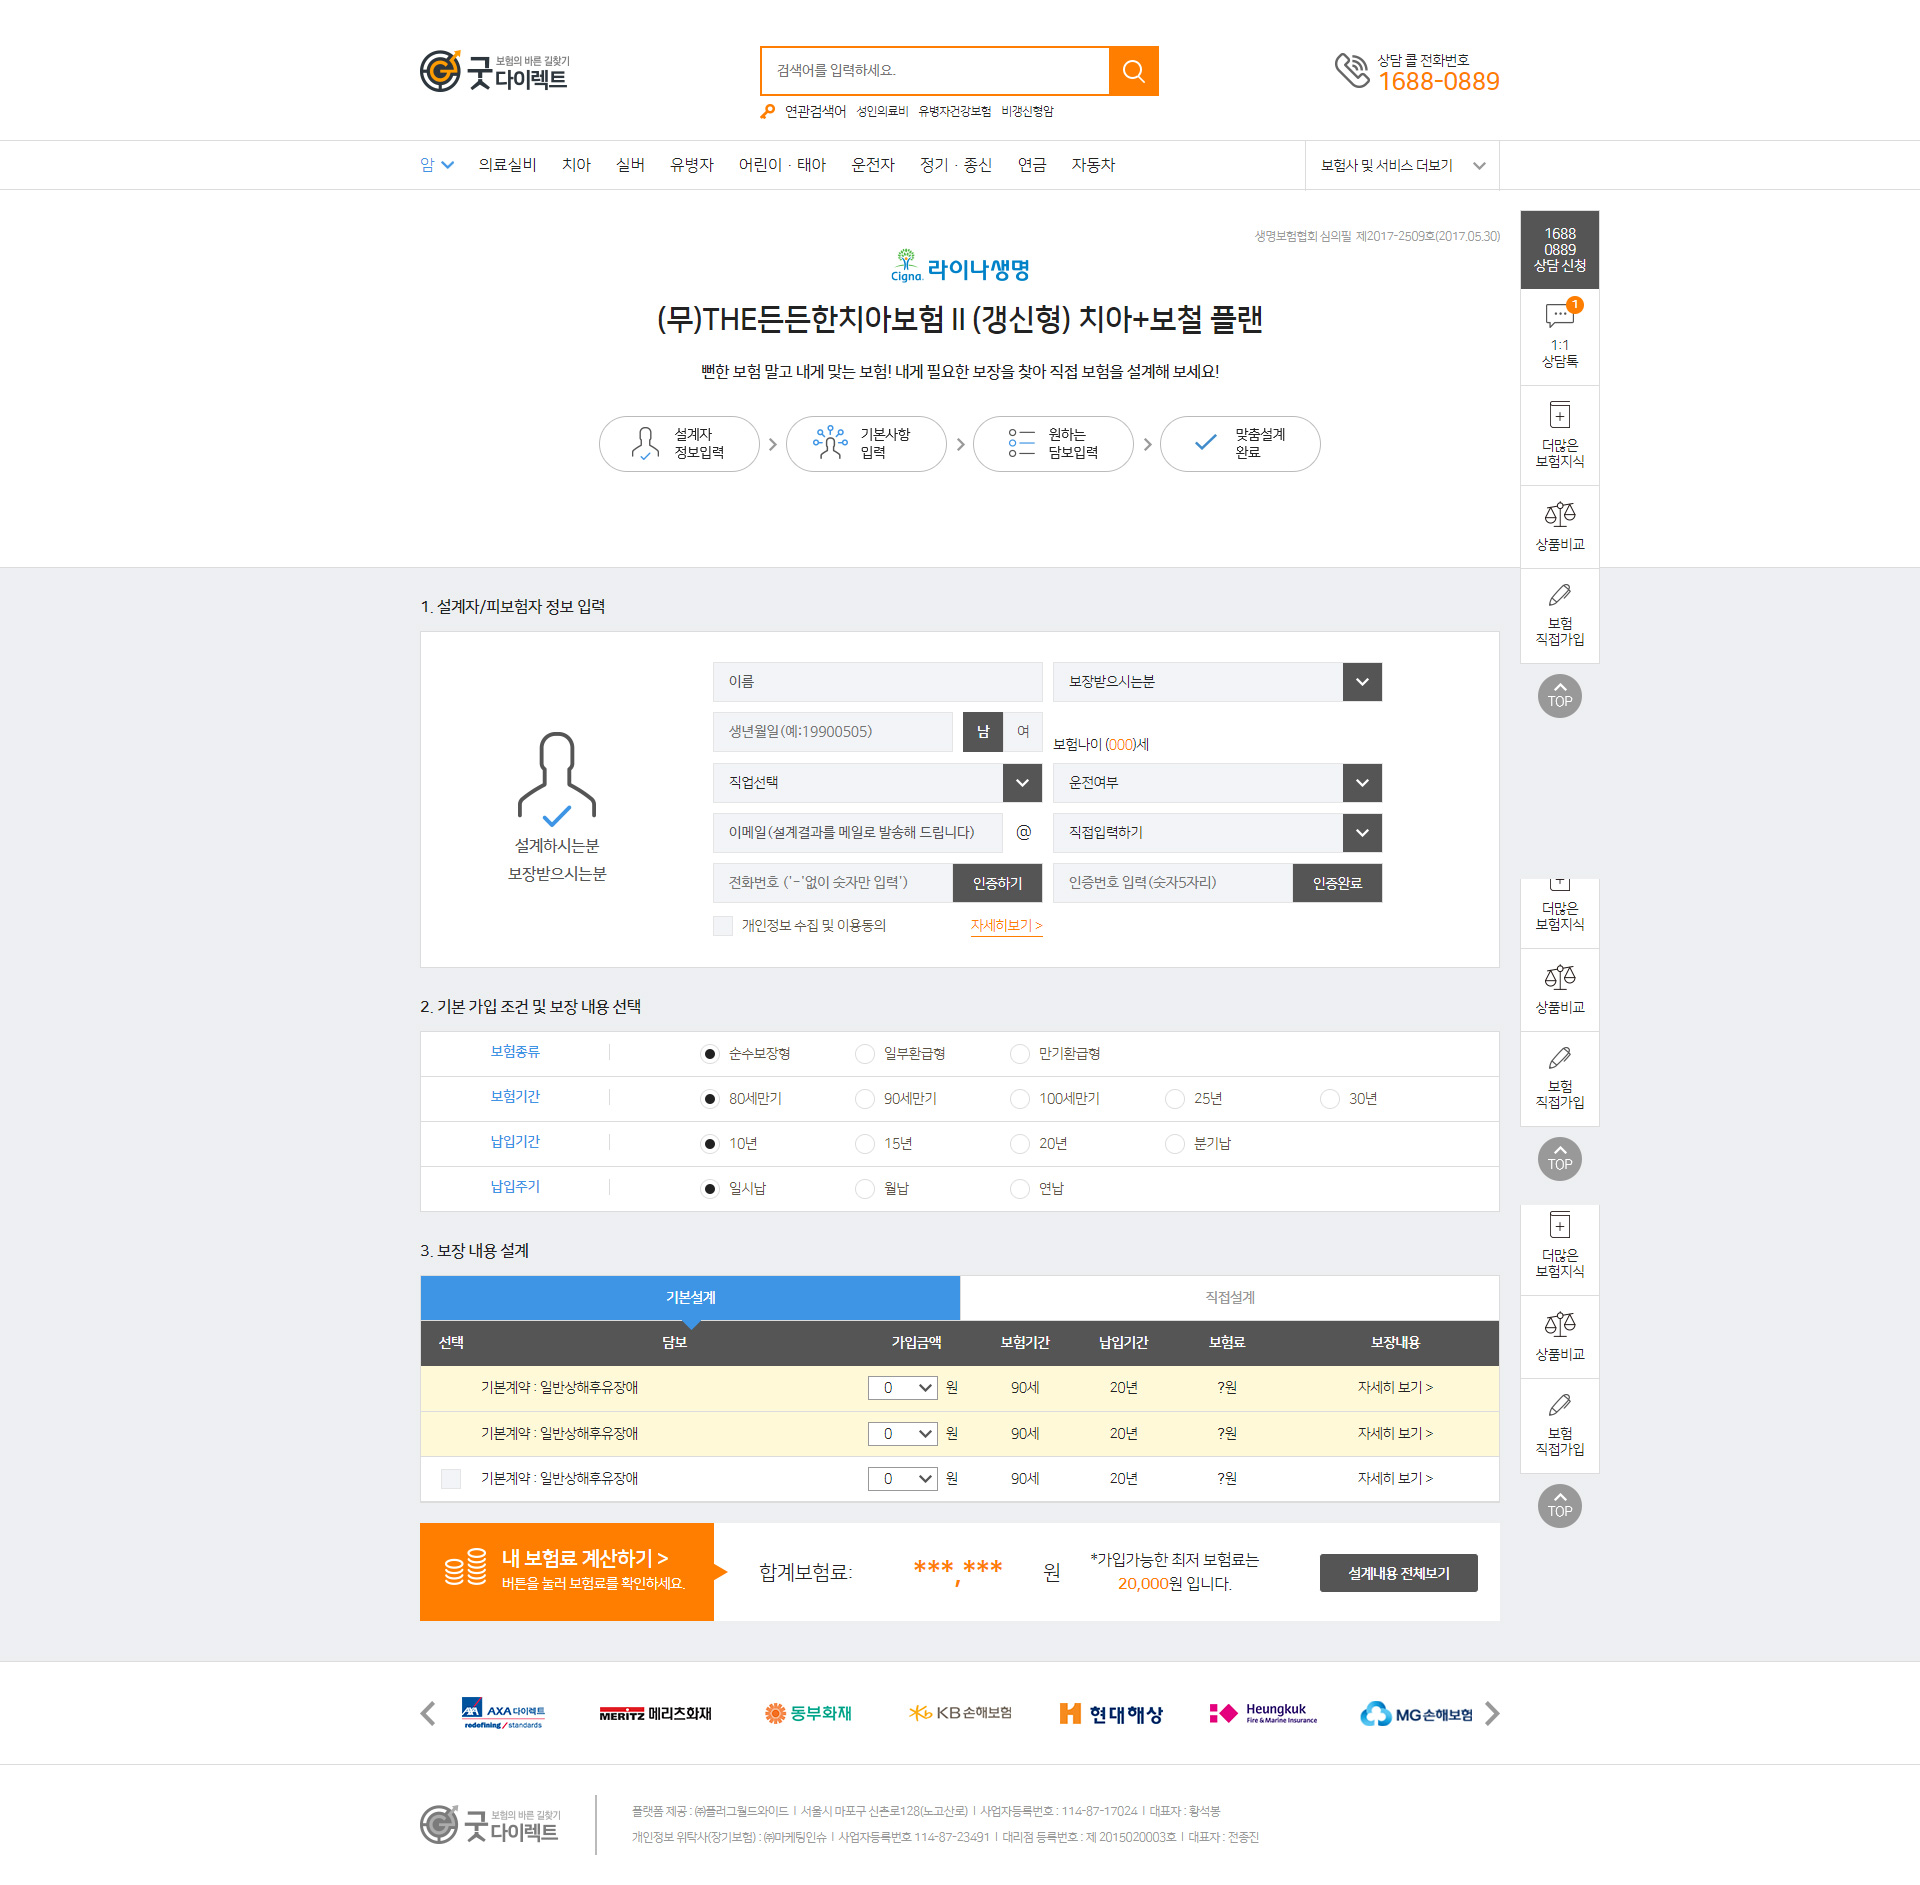 보험의 바른 길찾기
굿다이렉트
검색어를 입력하세요.
연관검색어 성인의료비 유병자건강보험 비갱신형암
상담 콜 전화번호
1688-0889
암 의료실비 치아 실버 유병자 어린이 · 태아 운전자 정기 · 종신 연금 자동차
보험사 및 서비스 더보기
생명보험협회 심의필 제2017-2509호(2017.05.30)
Cigna. 라이나생명
(무)THE든든한치아보험 II (갱신형) 치아+보철 플랜
뻔한 보험 말고 내게 맞는 보험! 내게 필요한 보장을 찾아 직접 보험을 설계해 보세요!
설계자
정보입력
기본사항
입력
원하는
담보입력
맞춤설계
완료
1688
0889
상담 신청
1
1:1
상담톡
더많은
보험지식
상품비교
보험
직접가입
TOP
1. 설계자/피보험자 정보 입력
설계하시는분
보장받으시는분
이름
보장받으시는분
생년월일(예:19900505)
남 여
보험나이 (000)세
직업선택
운전여부
이메일(설계결과를 메일로 발송해 드립니다)
@
직접입력하기
전화번호 ('-'없이 숫자만 입력')
인증하기
인증번호 입력(숫자5자리)
인증완료
개인정보 수집 및 이용동의
자세히보기 >
더많은
보험지식
상품비교
보험
직접가입
TOP
2. 기본 가입 조건 및 보장 내용 선택
보험종류 순수보장형 일부환급형 만기환급형
보험기간 80세만기 90세만기 100세만기 25년 30년
납입기간 10년 15년 20년 분기납
납입주기 일시납 월납 연납
더많은
보험지식
상품비교
보험
직접가입
TOP
3. 보장 내용 설계
기본설계 직접설계
선택 담보 가입금액 보험기간 납입기간 보험료 보장내용
기본계약 : 일반상해후유장애 0 원 90세 20년 ?원 자세히 보기 >
기본계약 : 일반상해후유장애 0 원 90세 20년 ?원 자세히 보기 >
기본계약 : 일반상해후유장애 0 원 90세 20년 ?원 자세히 보기 >
내 보험료 계산하기 >
버튼을 눌러 보험료를 확인하세요.
합계보험료: ***,*** 원
*가입가능한 최저 보험료는
20,000원 입니다.
설계내용 전체보기
AXA 다이렉트
redefining / standards
MERITZ 메리츠화재
동부화재
KB 손해보험
현대해상
Heungkuk
Fire & Marine Insurance
MG 손해보험
보험의 바른 길찾기
굿다이렉트
플랫폼 제공 : ㈜플러그월드와이드 | 서울시 마포구 신촌로128(노고산로) | 사업자등록번호 : 114-87-17024 | 대표자 : 황석봉
개인정보 위탁사(장기보험) : ㈜마케팅인슈 | 사업자등록번호 114-87-23491 | 대리점 등록번호 : 제 2015020003호 | 대표자 : 전종진